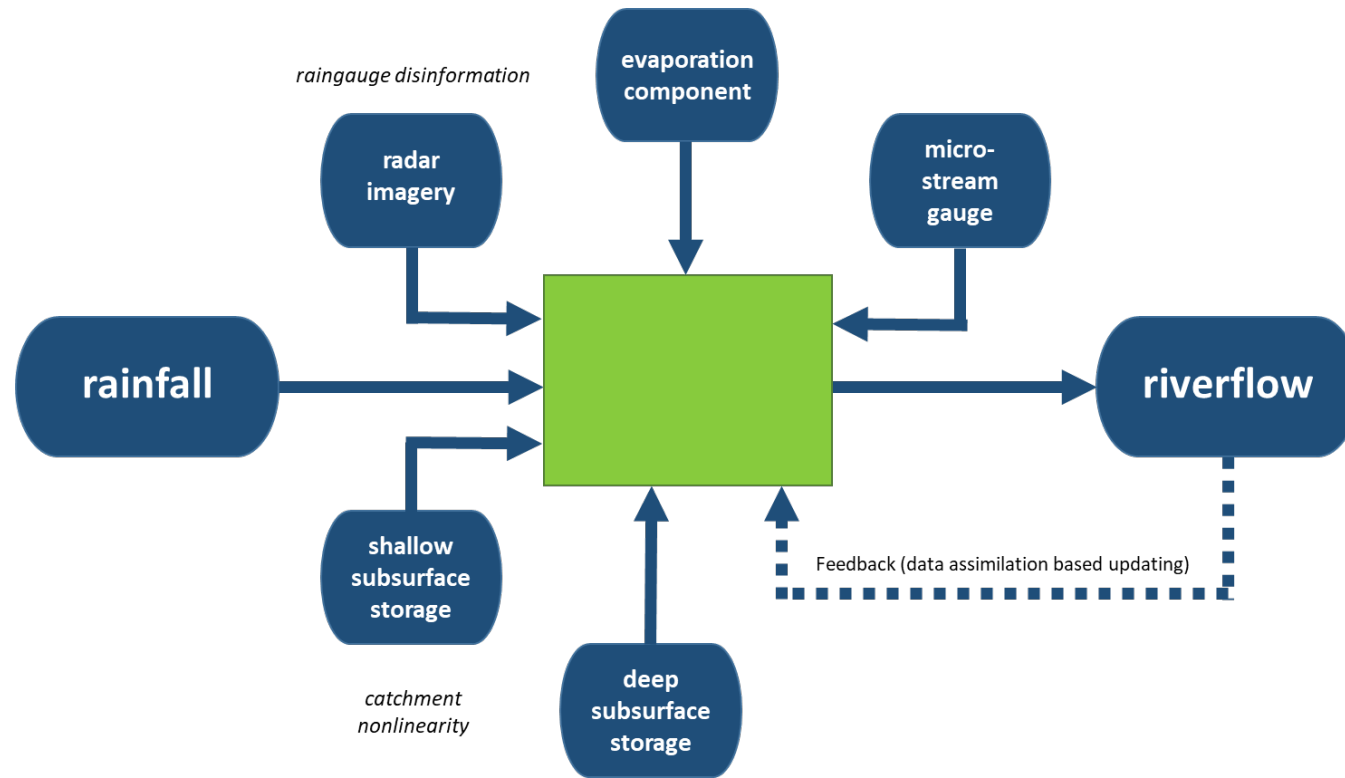 evaporation
component
raingauge disinformation
radar
imagery
micro-
stream
gauge
rainfall
riverflow
shallow
subsurface
storage
Feedback (data assimilation based updating)
deep
subsurface
storage
catchment
nonlinearity